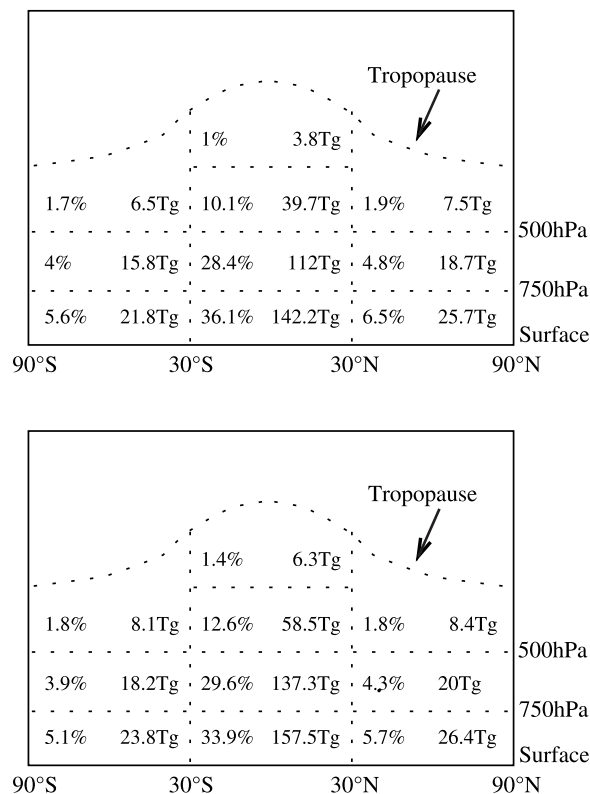 Tropopause
1% 3.8Tg
1.7% 6.5Tg 10.1% 39.7Tg 1.9% 7.5Tg
500hPa
4% 15.8Tg 28.4% 112Tg 4.8% 18.7Tg
750hPa
5.6% 21.8Tg 36.1% 142.2Tg 6.5% 25.7Tg
Surface
90°S 30°S 30°N 90°N
Tropopause
1.4% 6.3Tg
1.8% 8.1Tg 12.6% 58.5Tg 1.8% 8.4Tg
500hPa
3.9% 18.2Tg 29.6% 137.3Tg 4.3% 20Tg
750hPa
5.1% 23.8Tg 33.9% 157.5Tg 5.7% 26.4Tg
Surface
90°S 30°S 30°N 90°N